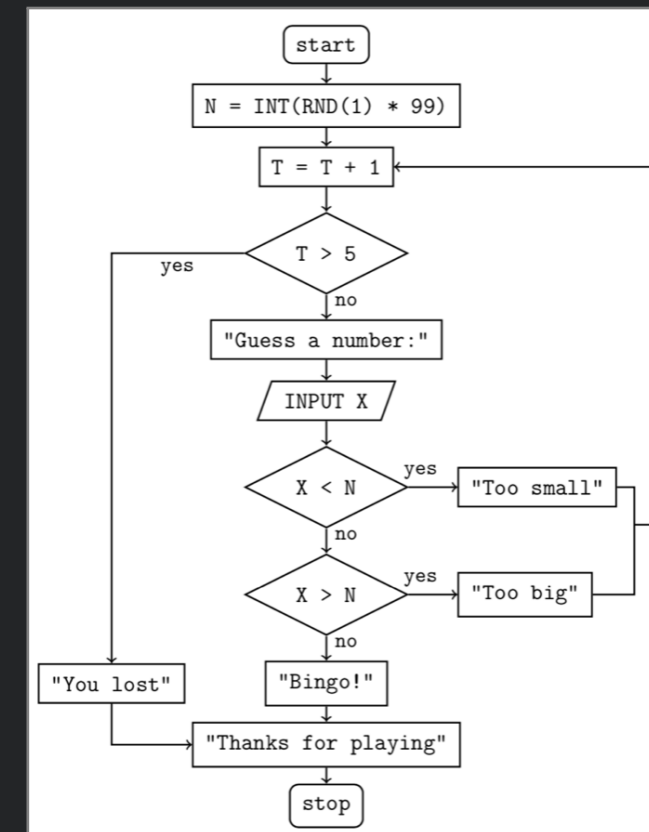 start
N = INT(RND(1) * 99)
T = T + 1
T > 5
yes
no
"Guess a number:"
INPUT X
X < N
yes
"Too small"
no
X > N
yes
"Too big"
no
"You lost"
"Bingo!"
"Thanks for playing"
stop